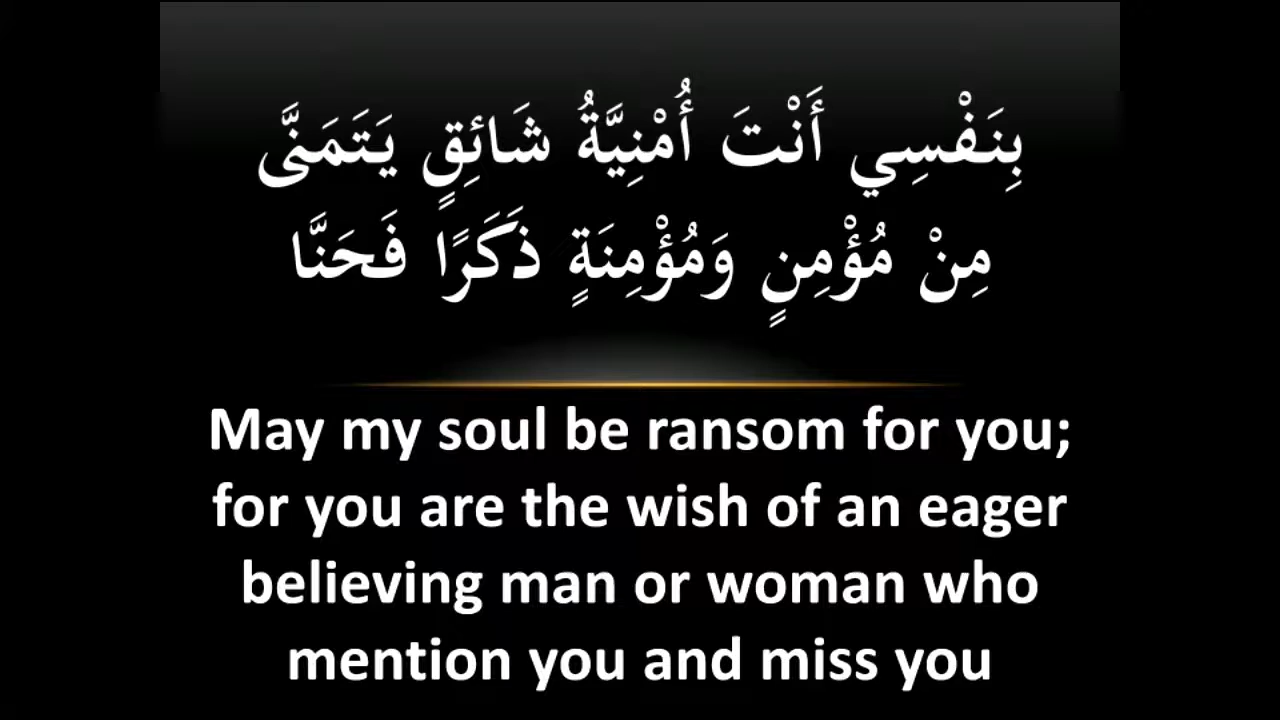 بِنَفْسِي أَنْتَ أُمْنِيَّةُ شَائِقٍ يَتَمَنَّى
مِنْ مُؤْمِنٍ وَمُؤْمِنَةٍ ذَكَرًا فَحَنَّا
May my soul be ransom for you;
for you are the wish of an eager
believing man or woman who
mention you and miss you